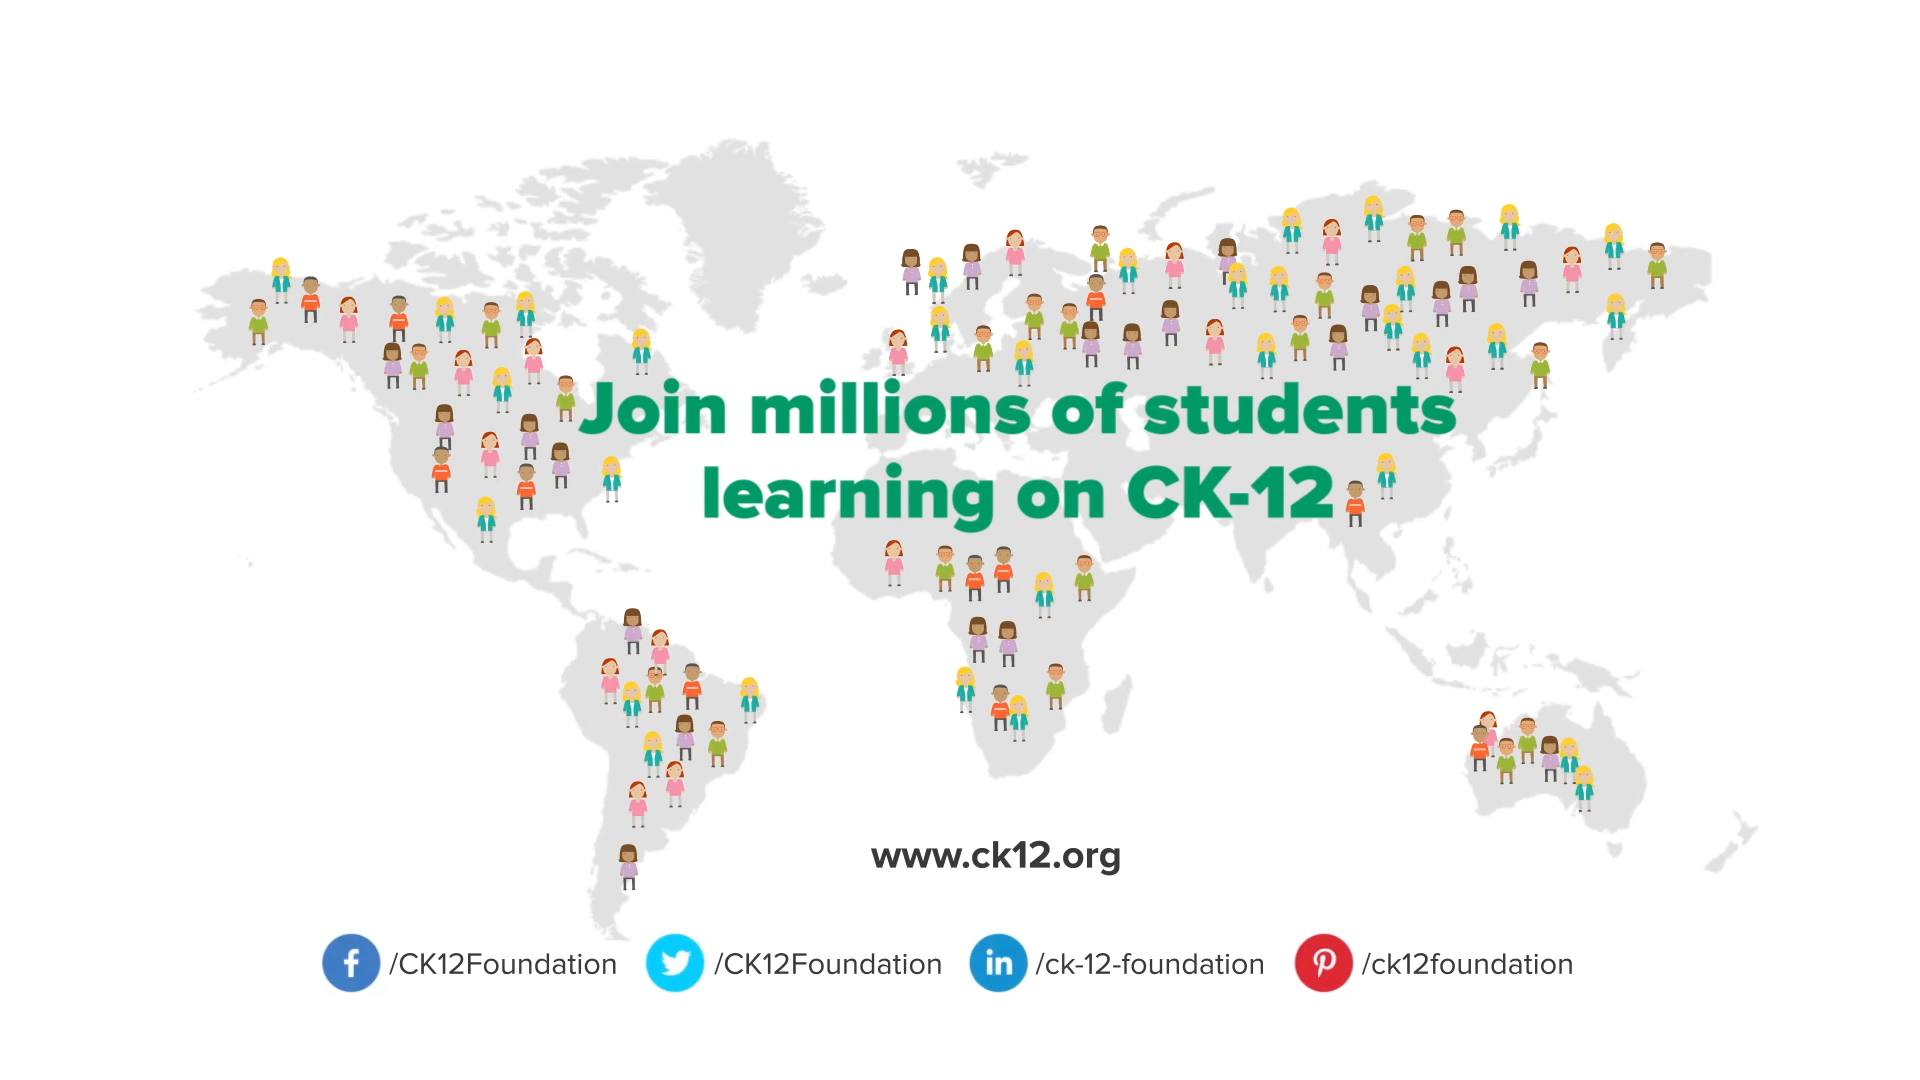 Join millions of students
learning on CK-12
www.ck12.org
/CK12Foundation
/CK12Foundation
/ck-12-foundation
/ck12foundation